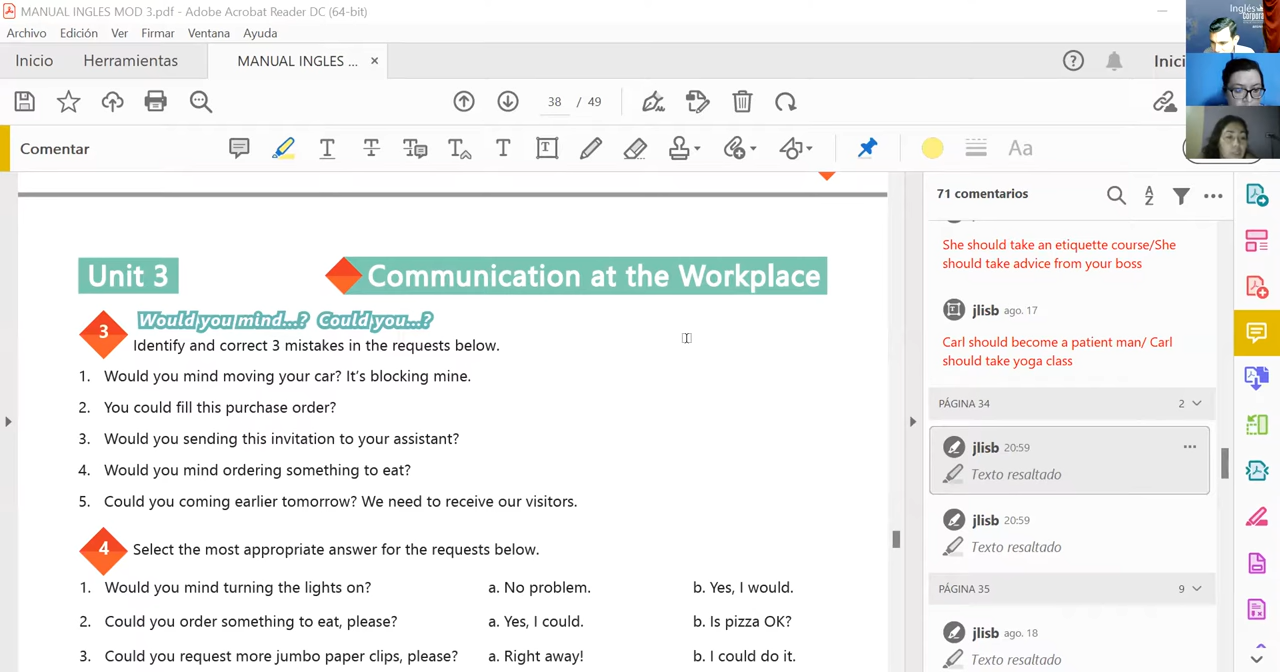 MANUAL INGLES MOD 3.pdf - Adobe Acrobat Reader DC (64-bit)
Archivo Edición Ver Firmar Ventana Ayuda
Inicio Herramientas MANUAL INGLES ... × Inici
38 / 49
Comentar
71 comentarios
Unit 3 Communication at the Workplace
3 Would you mind...? Could you...?
Identify and correct 3 mistakes in the requests below.
1. Would you mind moving your car? It's blocking mine.
2. You could fill this purchase order?
3. Would you sending this invitation to your assistant?
4. Would you mind ordering something to eat?
5. Could you coming earlier tomorrow? We need to receive our visitors.
4 Select the most appropriate answer for the requests below.
1. Would you mind turning the lights on? a. No problem. b. Yes, I would.
2. Could you order something to eat, please? a. Yes, I could. b. Is pizza OK?
3. Could you request more jumbo paper clips, please? a. Right away! b. I could do it.
She should take an etiquette course/She
should take advice from your boss
jlisb ago. 17
Carl should become a patient man/ Carl
should take yoga class
PÁGINA 34 2
jlisb 20:59
Texto resaltado
jlisb 20:59
Texto resaltado
PÁGINA 35 9
jlisb ago. 18
Texto resaltado
Inglés
Corpora